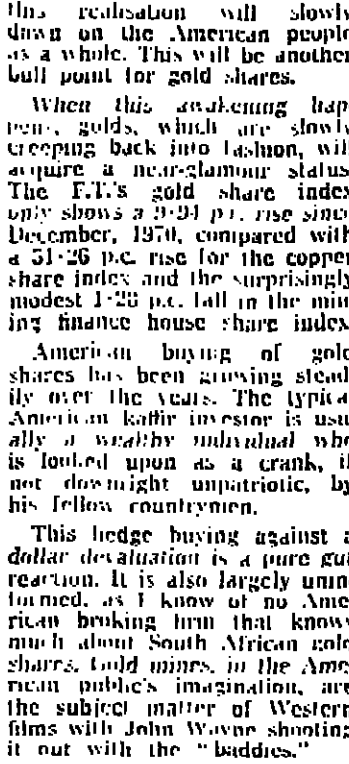 this realisation will slowly
dawn on the American people
as a whole. This will be another
bull point for gold shares.
When this awakening hap
pens, golds, which are slowly
creeping back into fashion, will
acquire a near-glamour status.
The F.T.'s gold share index
only shows a 9·94 p.c. rise since
December, 1970, compared with
a 51·26 p.c. rise for the copper
share index and the surprisingly
modest 1·28 p.c. fall in the min
ing finance house share index.
American buying of gold
shares has been growing stead
ily over the years. The typical
American kaffir investor is usu
ally a wealthy individual who
is looked upon as a crank, if
not downright unpatriotic, by
his fellow countrymen.
This hedge buying against a
dollar devaluation is a pure gut
reaction. It is also largely unin
formed, as I know of no Ame
rican broking firm that knows
much about South African gold
shares. Gold mines, in the Ame
rican public's imagination, are
the subject matter of Western
films with John Wayne shooting
it out with the "baddies."